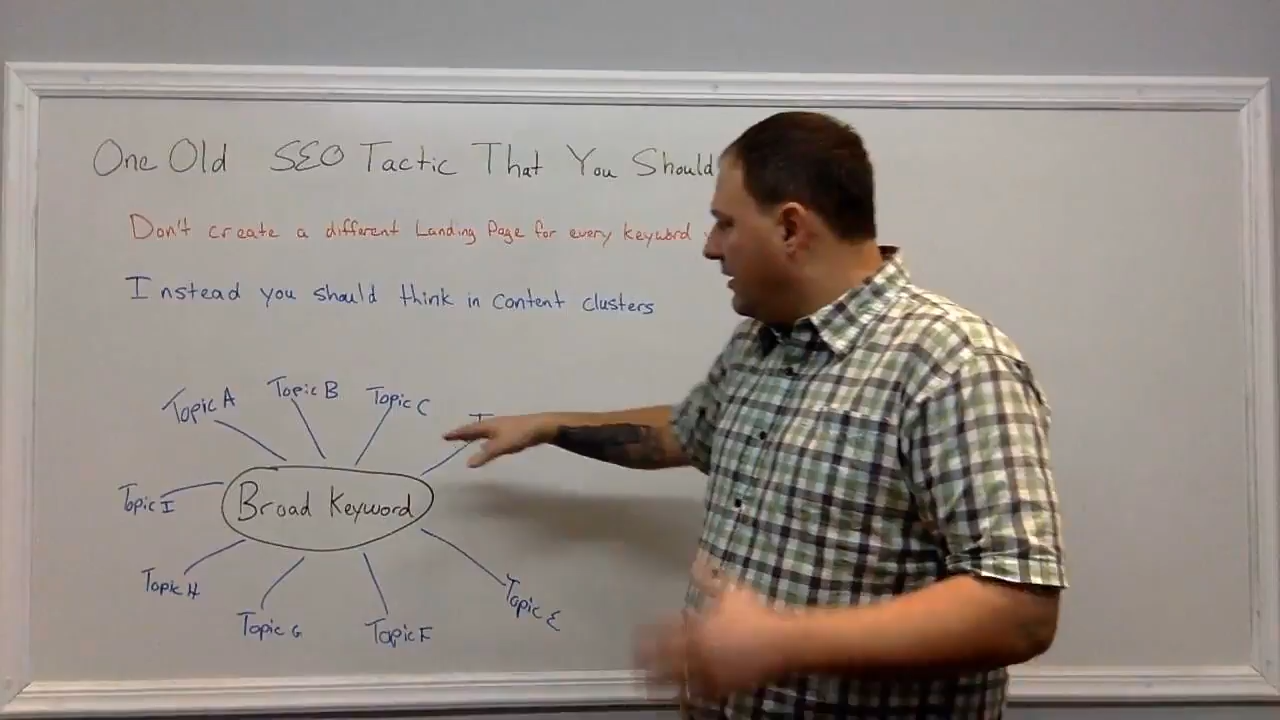 One Old SEO Tactic That You Should
Don't create a different Landing Page for every keyword
Instead you should think in content clusters
Topic A
Topic B
Topic C
Topic I
Broad Keyword
Topic H
Topic G
Topic F
Topic E